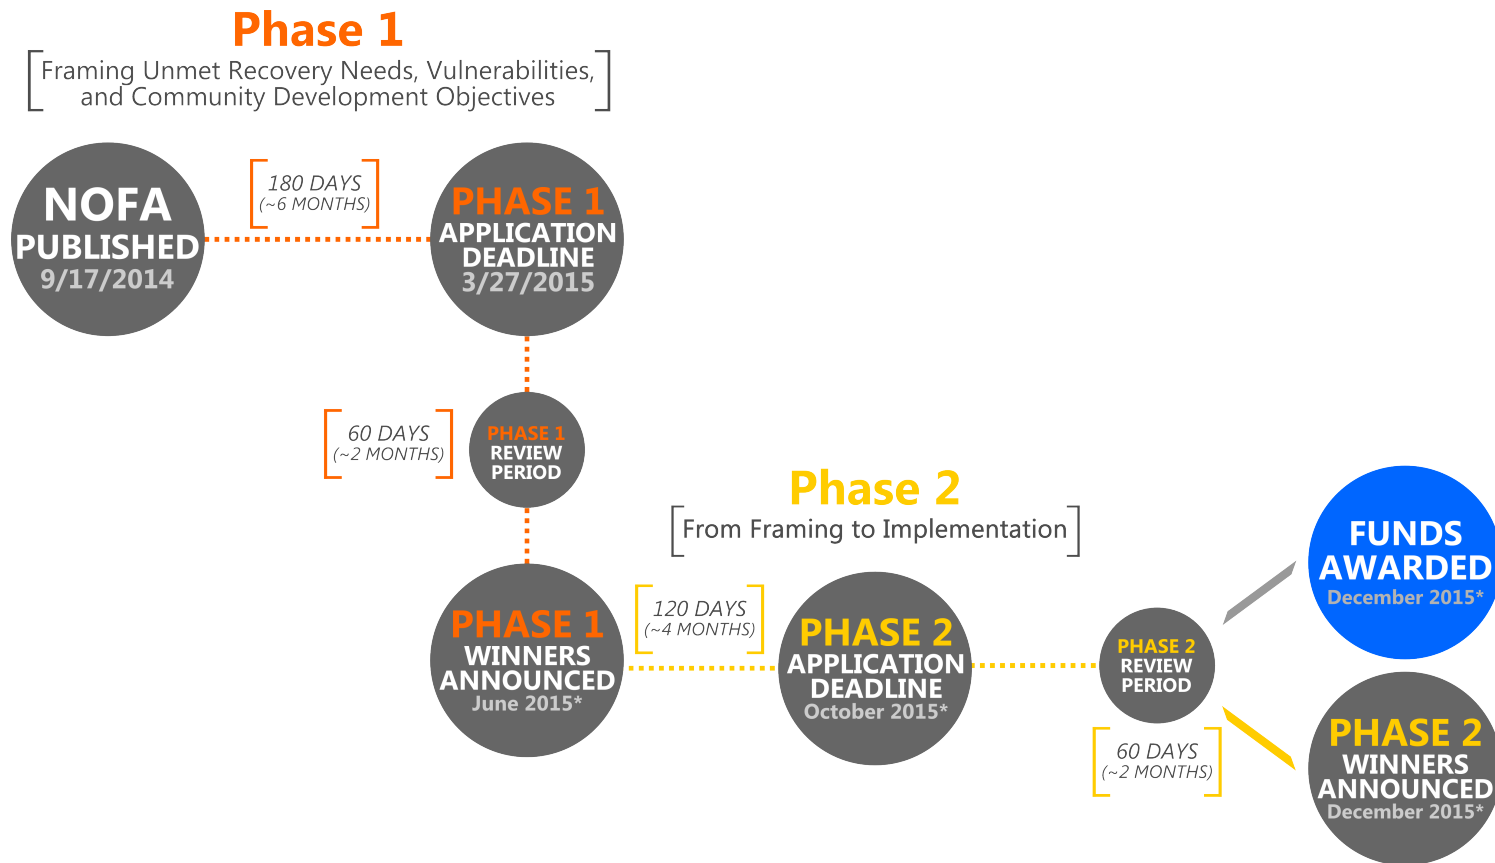 Phase 1
Framing Unmet Recovery Needs, Vulnerabilities,
and Community Development Objectives
NOFA
PUBLISHED
9/17/2014
180 DAYS
(~6 MONTHS)
PHASE 1
APPLICATION
DEADLINE
3/27/2015
60 DAYS
(~2 MONTHS)
PHASE 1
REVIEW
PERIOD
PHASE 1
WINNERS
ANNOUNCED
June 2015*
Phase 2
From Framing to Implementation
120 DAYS
(~4 MONTHS)
PHASE 2
APPLICATION
DEADLINE
October 2015*
PHASE 2
REVIEW
PERIOD
60 DAYS
(~2 MONTHS)
FUNDS
AWARDED
December 2015*
PHASE 2
WINNERS
ANNOUNCED
December 2015*